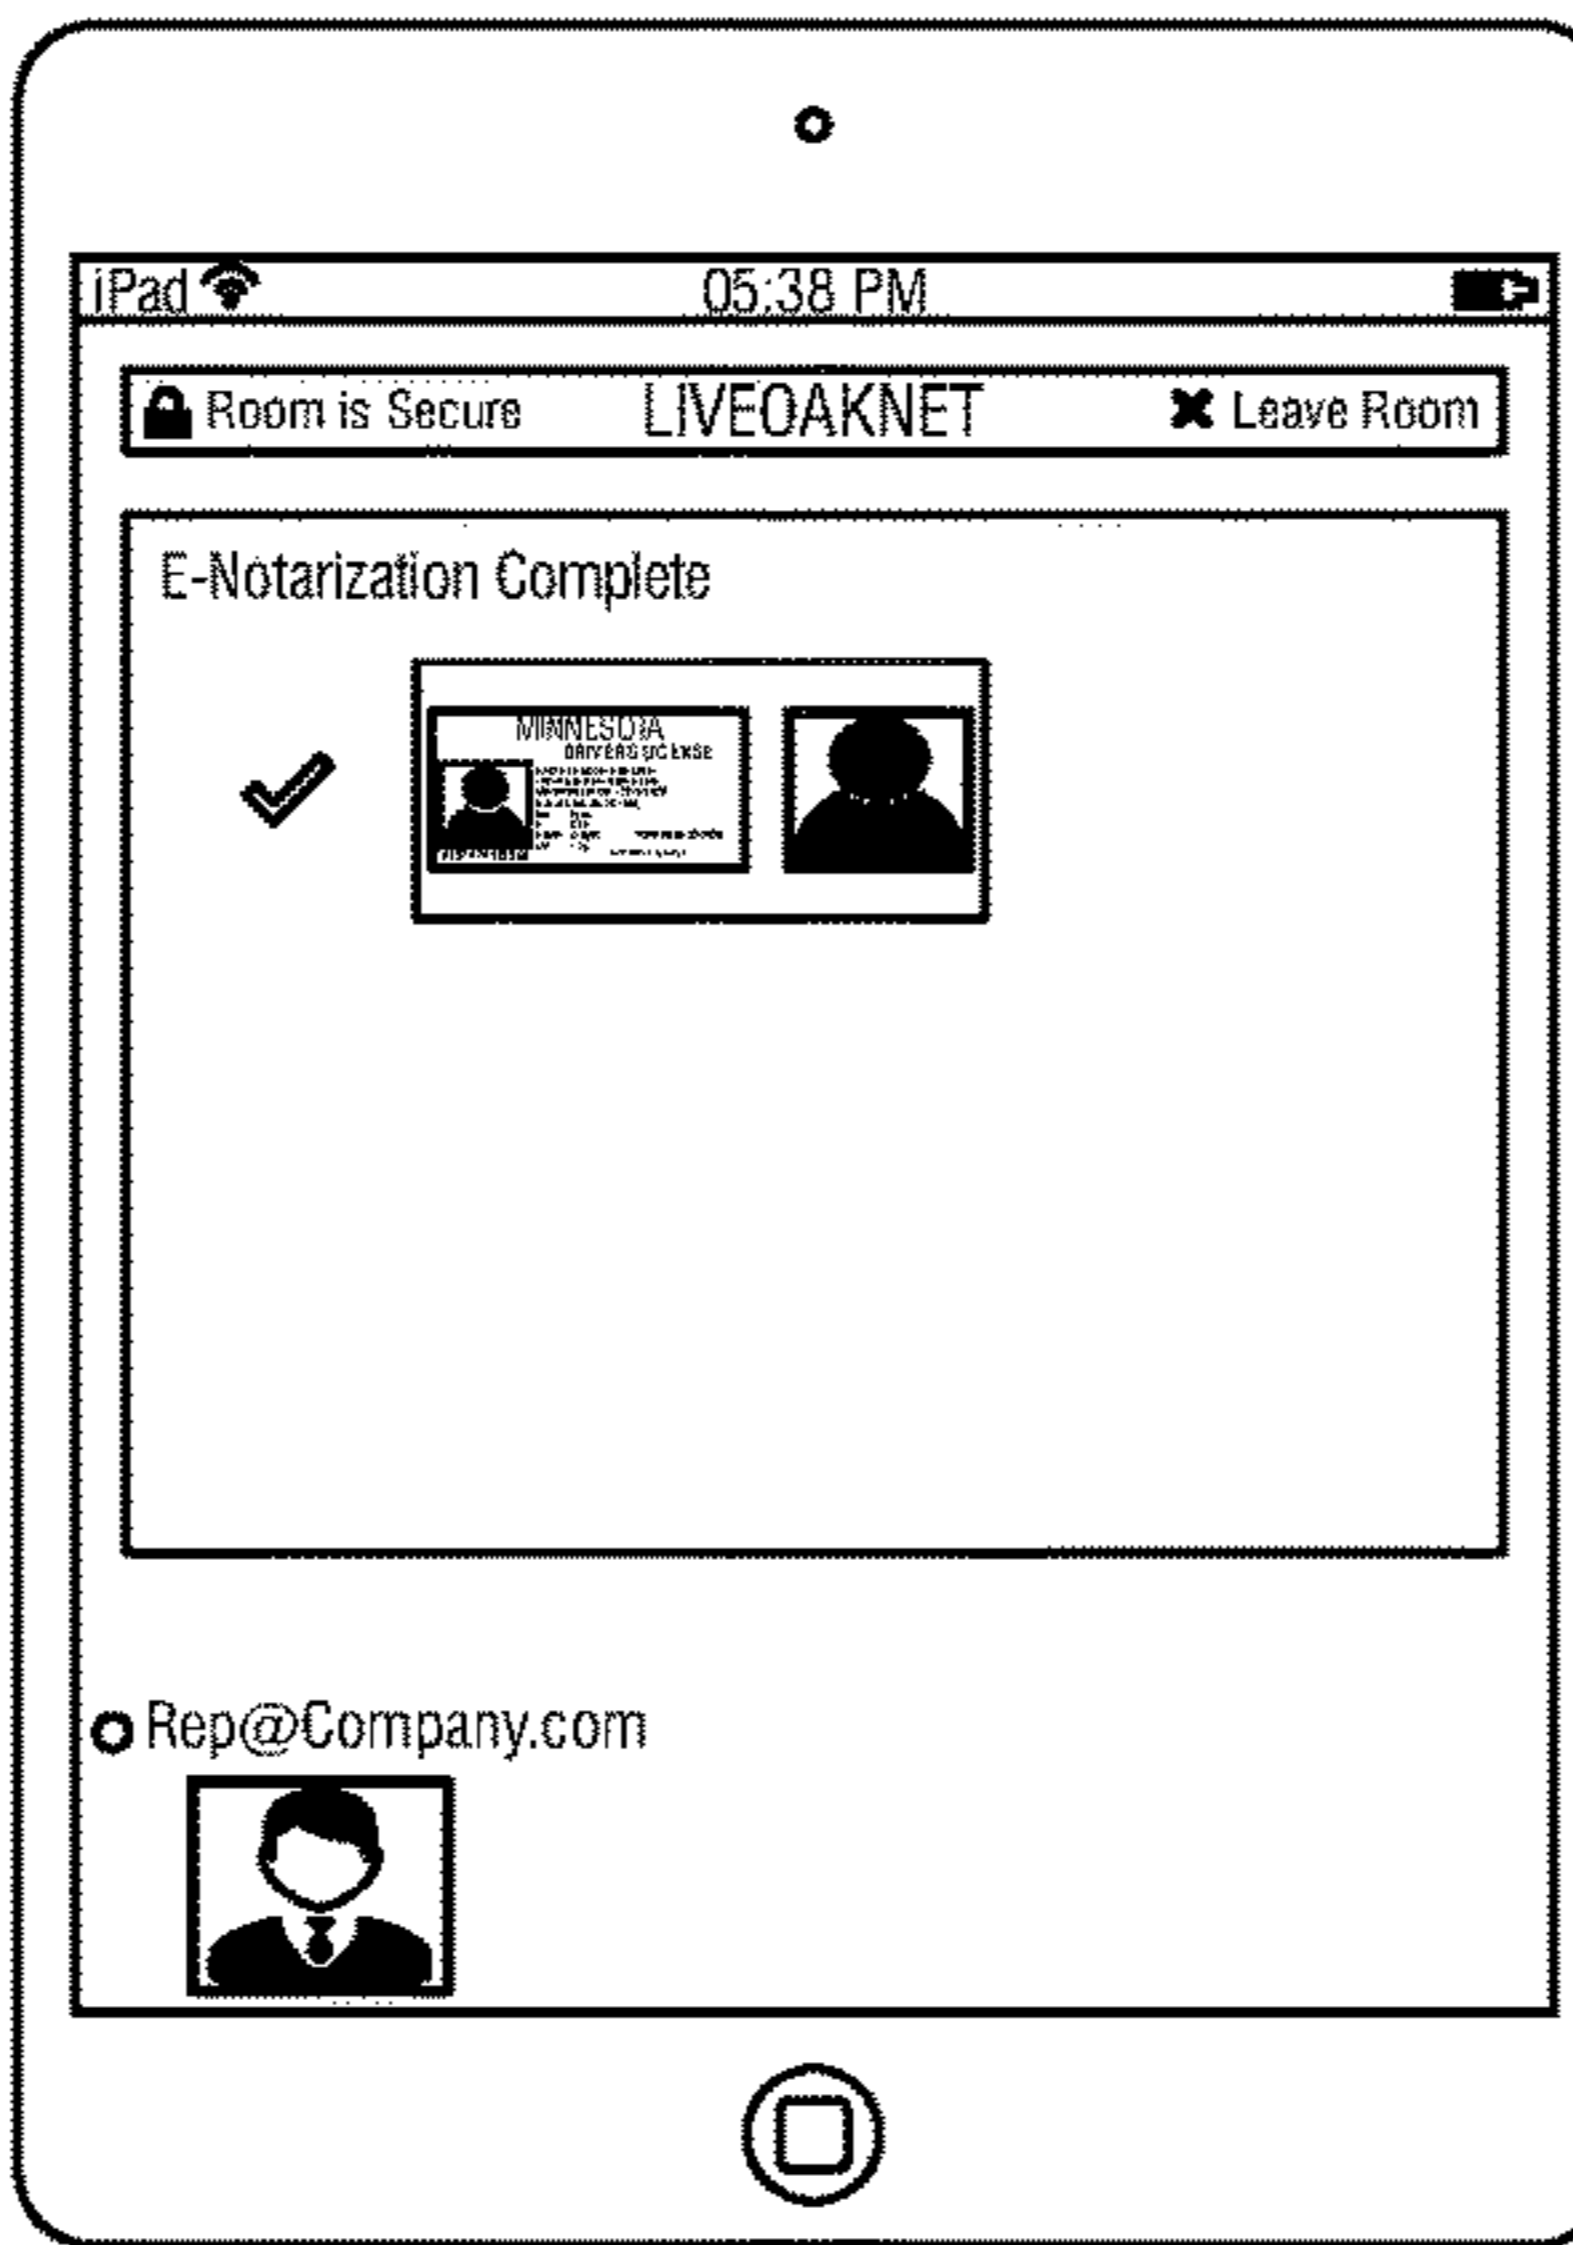 iPad 05:38 PM
Room is Secure LIVEOAKNET Leave Room
E-Notarization Complete
MINNESOTA
DRIVERS LICENSE
Rep@Company.com